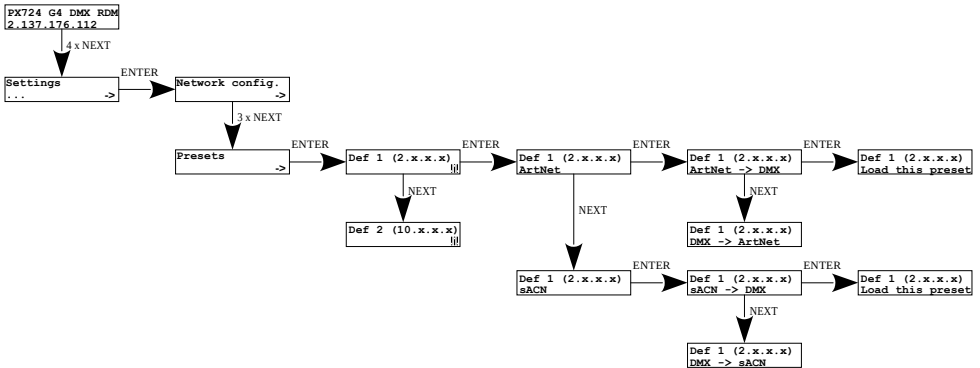 PX724 G4 DMX RDM
2.137.176.112
4 x NEXT
Settings
... ->
ENTER
Network config.
->
3 x NEXT
Presets
->
ENTER
Def 1 (2.x.x.x)
ENTER
Def 1 (2.x.x.x)
ArtNet
ENTER
Def 1 (2.x.x.x)
ArtNet -> DMX
ENTER
Def 1 (2.x.x.x)
Load this preset
NEXT
Def 2 (10.x.x.x)
NEXT
NEXT
Def 1 (2.x.x.x)
DMX -> ArtNet
Def 1 (2.x.x.x)
sACN
ENTER
Def 1 (2.x.x.x)
sACN -> DMX
ENTER
Def 1 (2.x.x.x)
Load this preset
NEXT
Def 1 (2.x.x.x)
DMX -> sACN